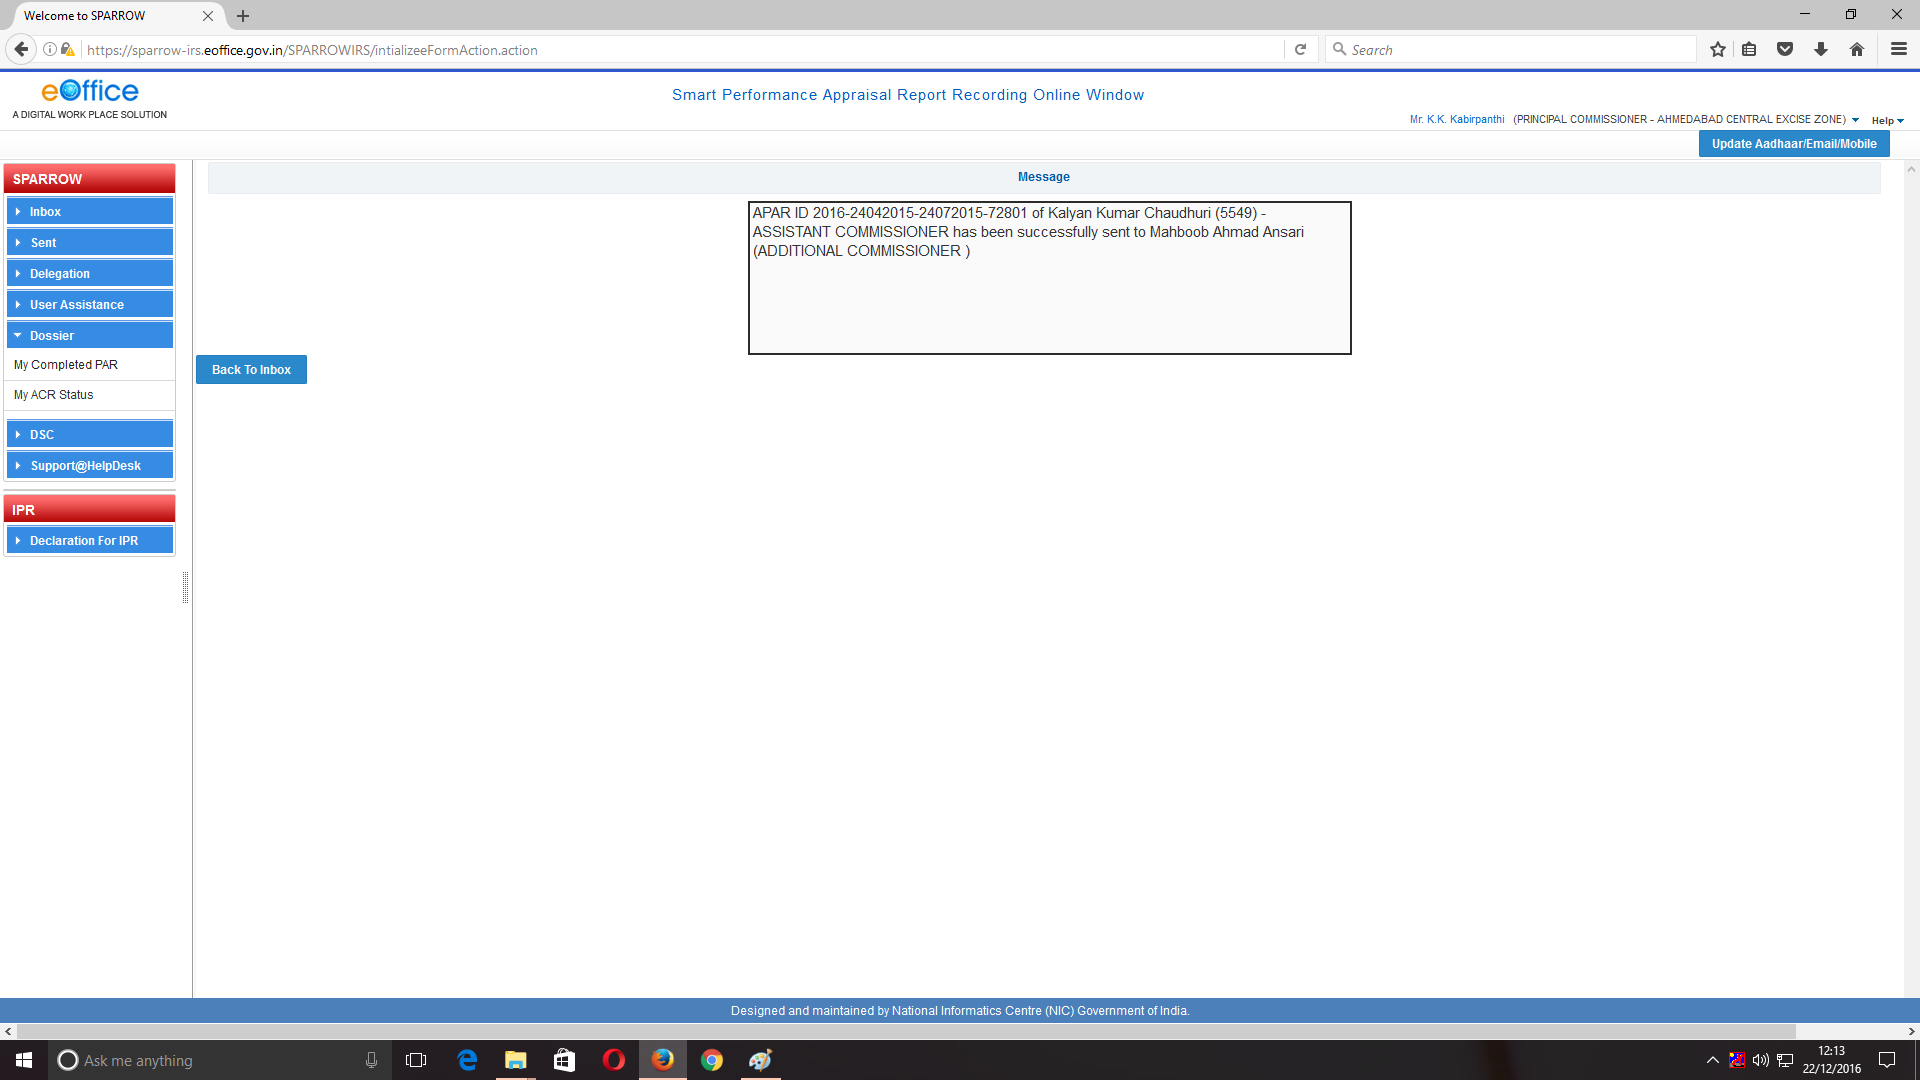 Welcome to SPARROW
https://sparrow-irs.eoffice.gov.in/SPARROWIRS/intializeeFormAction.action
Search
eOffice
A DIGITAL WORK PLACE SOLUTION
Smart Performance Appraisal Report Recording Online Window
Mr. K.K. Kabirpanthi (PRINCIPAL COMMISSIONER - AHMEDABAD CENTRAL EXCISE ZONE) Help
Update Aadhaar/Email/Mobile
SPARROW
Inbox
Sent
Delegation
User Assistance
Dossier
My Completed PAR
My ACR Status
DSC
Support@HelpDesk
IPR
Declaration For IPR
Message
APAR ID 2016-24042015-24072015-72801 of Kalyan Kumar Chaudhuri (5549) -
ASSISTANT COMMISSIONER has been successfully sent to Mahboob Ahmad Ansari
(ADDITIONAL COMMISSIONER )
Back To Inbox
Designed and maintained by National Informatics Centre (NIC) Government of India.
Ask me anything
12:13
22/12/2016